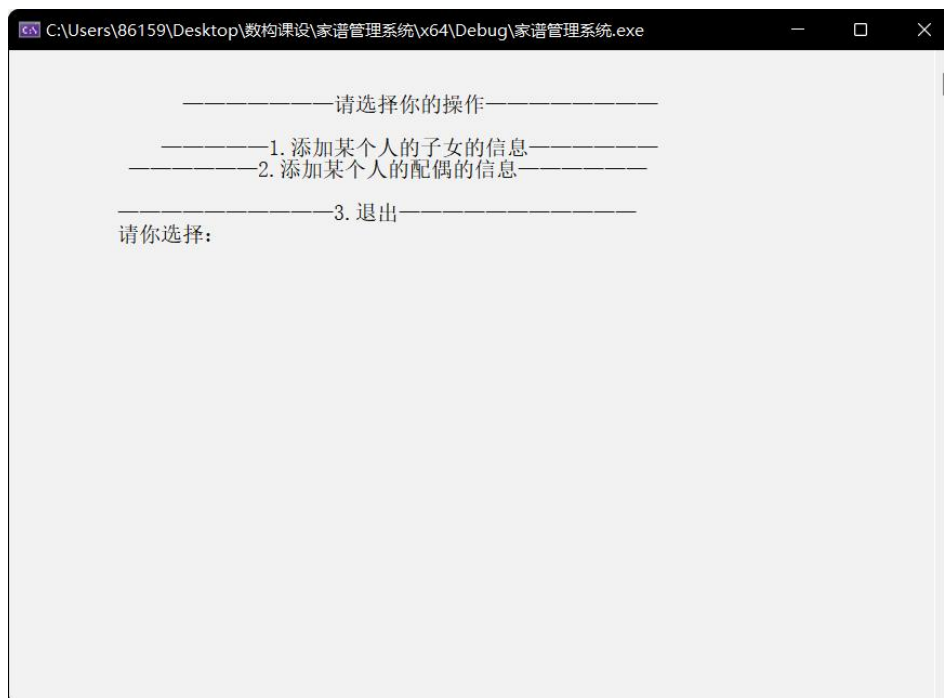 C:\Users\86159\Desktop\数构课设\家谱管理系统\x64\Debug\家谱管理系统.exe
———————请选择你的操作————————
—————1.添加某个人的子女的信息——————
——————2.添加某个人的配偶的信息——————
——————————3.退出———————————
请你选择：